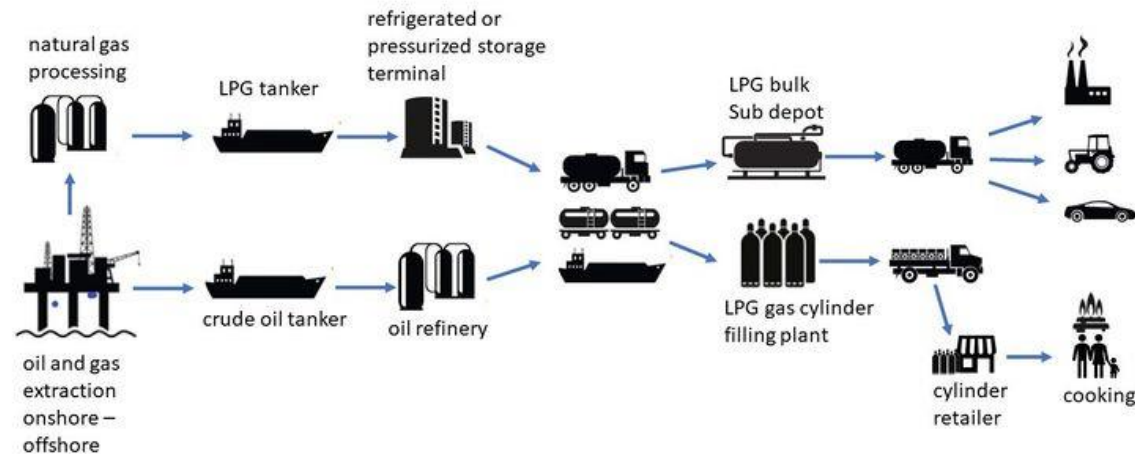 natural gas
processing
LPG tanker
refrigerated or
pressurized storage
terminal
LPG bulk
Sub depot
crude oil tanker
oil refinery
LPG gas cylinder
filling plant
oil and gas
extraction
onshore –
offshore
cylinder
retailer
cooking